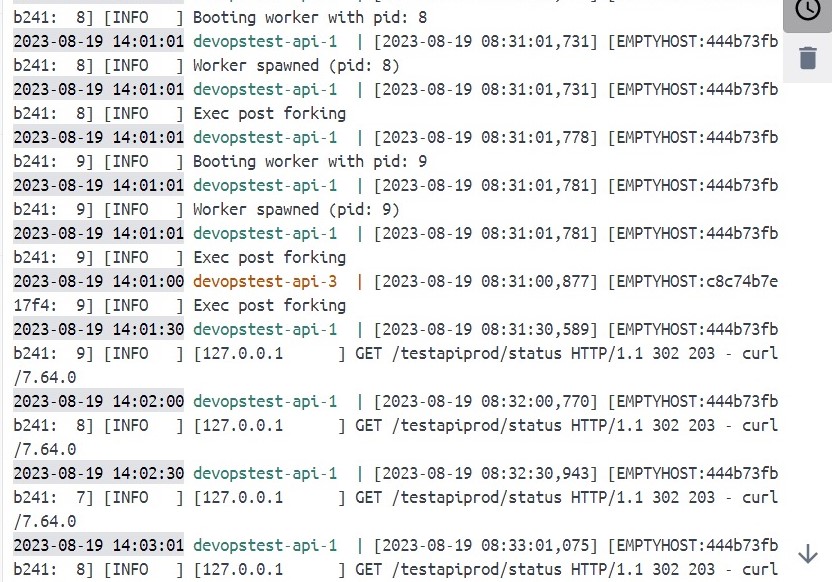 b241:  8] [INFO   ] Booting worker with pid: 8
2023-08-19 14:01:01 devopstest-api-1  | [2023-08-19 08:31:01,731] [EMPTYHOST:444b73fb
b241:  8] [INFO   ] Worker spawned (pid: 8)
2023-08-19 14:01:01 devopstest-api-1  | [2023-08-19 08:31:01,731] [EMPTYHOST:444b73fb
b241:  8] [INFO   ] Exec post forking
2023-08-19 14:01:01 devopstest-api-1  | [2023-08-19 08:31:01,778] [EMPTYHOST:444b73fb
b241:  9] [INFO   ] Booting worker with pid: 9
2023-08-19 14:01:01 devopstest-api-1  | [2023-08-19 08:31:01,781] [EMPTYHOST:444b73fb
b241:  9] [INFO   ] Worker spawned (pid: 9)
2023-08-19 14:01:01 devopstest-api-1  | [2023-08-19 08:31:01,781] [EMPTYHOST:444b73fb
b241:  9] [INFO   ] Exec post forking
2023-08-19 14:01:00 devopstest-api-3  | [2023-08-19 08:31:00,877] [EMPTYHOST:c8c74b7e
17f4:  9] [INFO   ] Exec post forking
2023-08-19 14:01:30 devopstest-api-1  | [2023-08-19 08:31:30,589] [EMPTYHOST:444b73fb
b241:  9] [INFO   ] [127.0.0.1      ] GET /testapiprod/status HTTP/1.1 302 203 - curl
/7.64.0
2023-08-19 14:02:00 devopstest-api-1  | [2023-08-19 08:32:00,770] [EMPTYHOST:444b73fb
b241:  8] [INFO   ] [127.0.0.1      ] GET /testapiprod/status HTTP/1.1 302 203 - curl
/7.64.0
2023-08-19 14:02:30 devopstest-api-1  | [2023-08-19 08:32:30,943] [EMPTYHOST:444b73fb
b241:  7] [INFO   ] [127.0.0.1      ] GET /testapiprod/status HTTP/1.1 302 203 - curl
/7.64.0
2023-08-19 14:03:01 devopstest-api-1  | [2023-08-19 08:33:01,075] [EMPTYHOST:444b73fb
b241:  8] [INFO   ] [127.0.0.1      ] GET /testapiprod/status HTTP/1.1 302 203 - curl